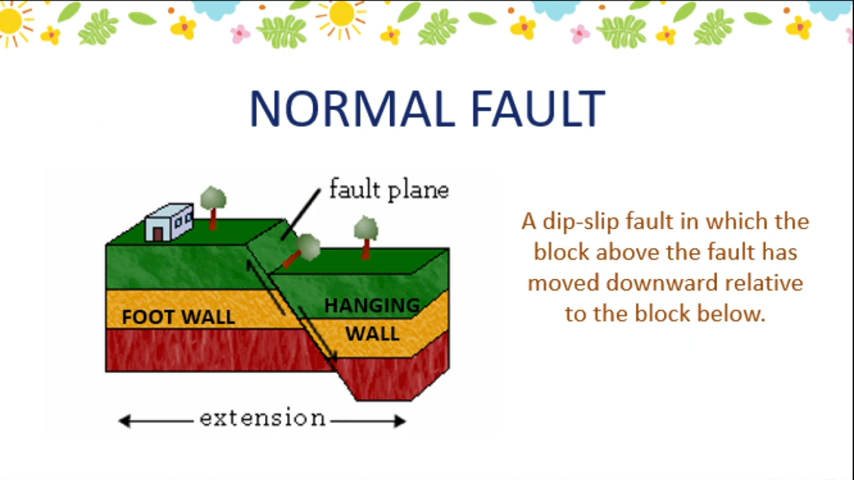 NORMAL FAULT
fault plane
FOOT WALL
HANGING
WALL
extension
A dip-slip fault in which the
block above the fault has
moved downward relative
to the block below.